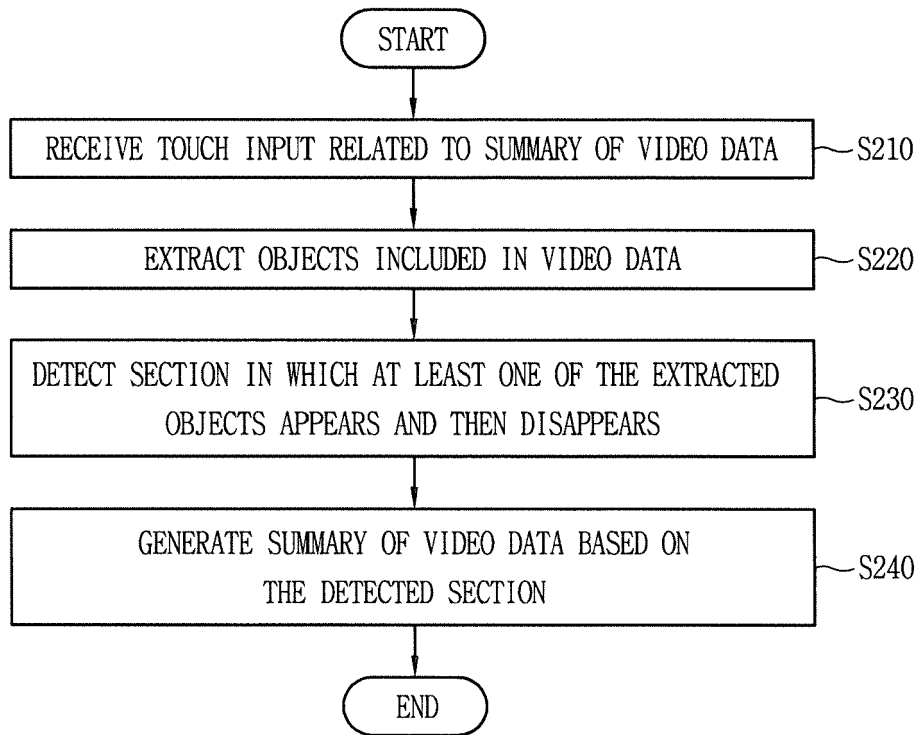 START
RECEIVE TOUCH INPUT RELATED TO SUMMARY OF VIDEO DATA
S210
EXTRACT OBJECTS INCLUDED IN VIDEO DATA
S220
DETECT SECTION IN WHICH AT LEAST ONE OF THE EXTRACTED
OBJECTS APPEARS AND THEN DISAPPEARS
S230
GENERATE SUMMARY OF VIDEO DATA BASED ON
THE DETECTED SECTION
S240
END